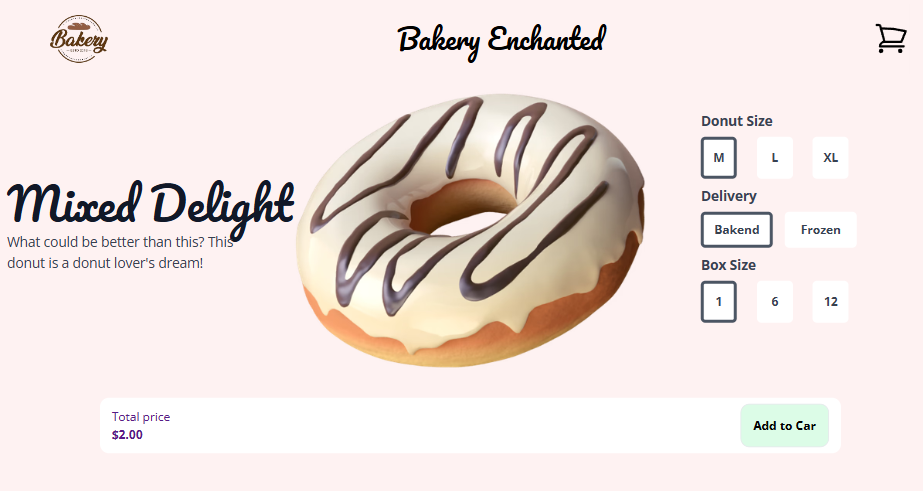 Bakery
Bakery Enchanted
Mixed Delight
What could be better than this? This
donut is a donut lover's dream!
Donut Size
M L XL
Delivery
Bakend Frozen
Box Size
1 6 12
Total price
$2.00
Add to Car